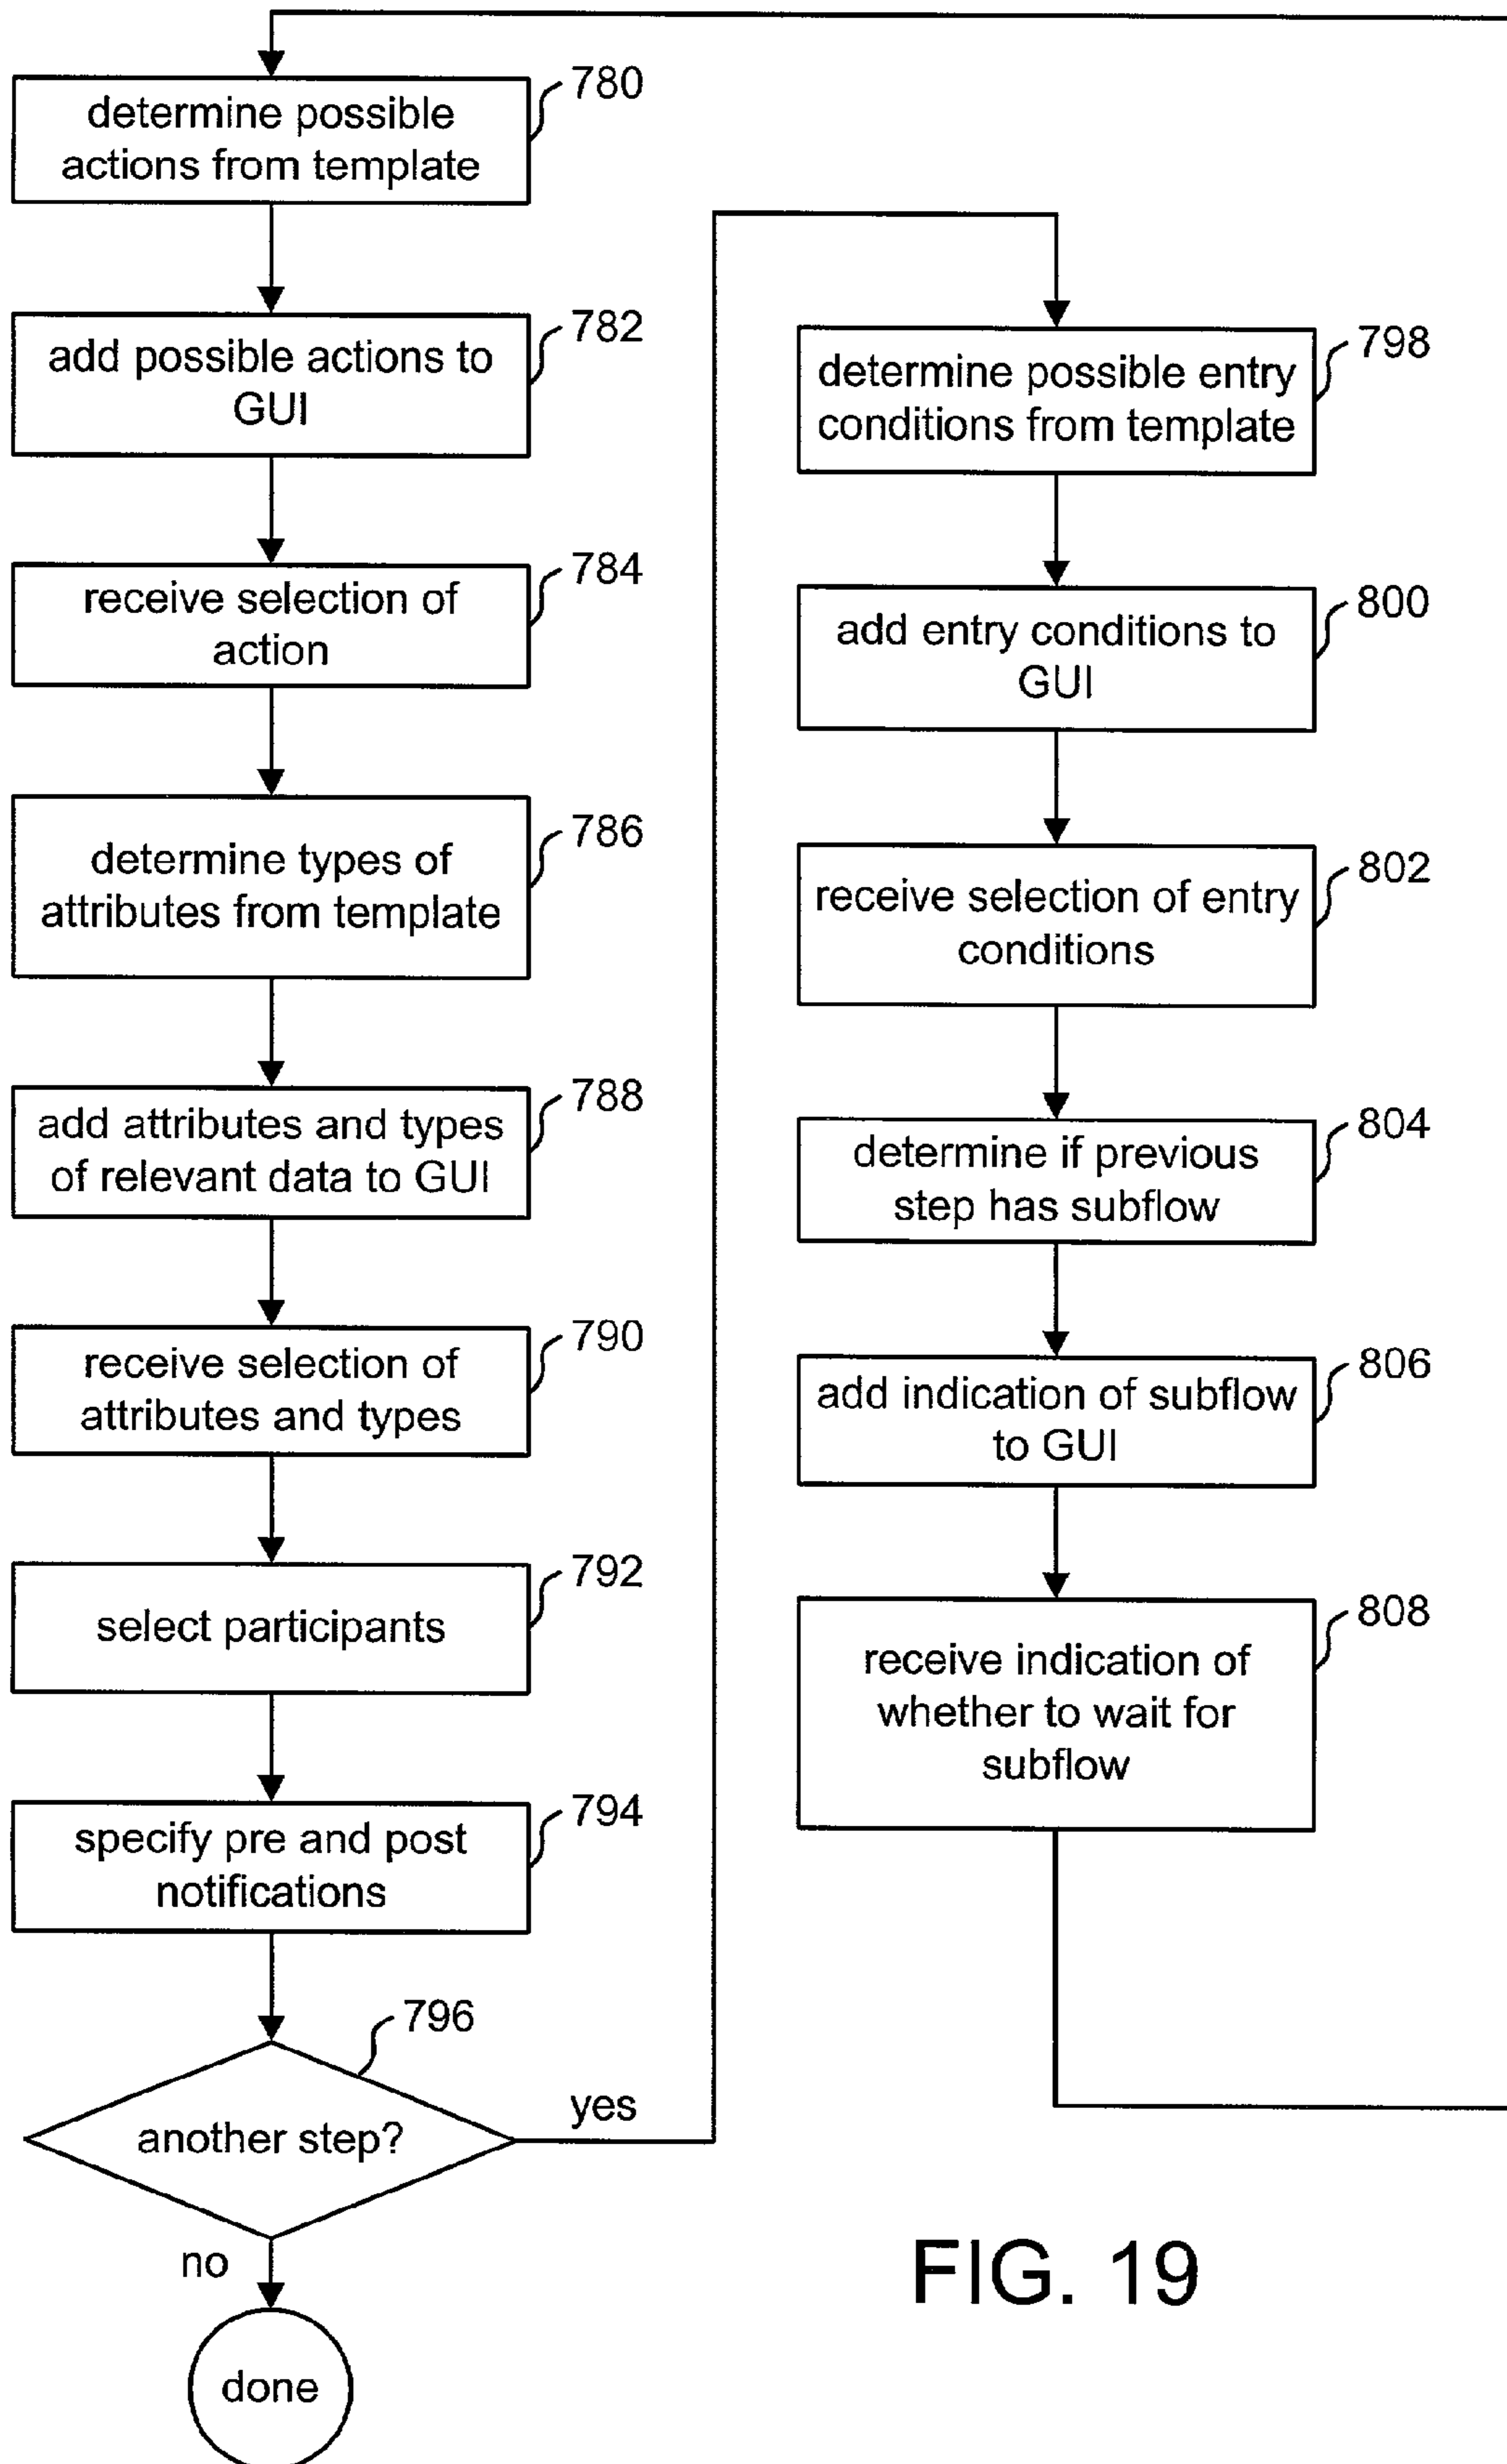 780
determine possible
actions from template
782
add possible actions to
GUI
784
receive selection of
action
786
determine types of
attributes from template
788
add attributes and types
of relevant data to GUI
790
receive selection of
attributes and types
792
select participants
794
specify pre and post
notifications
796
another step?
yes
no
done
798
determine possible entry
conditions from template
800
add entry conditions to
GUI
802
receive selection of entry
conditions
804
determine if previous
step has subflow
806
add indication of subflow
to GUI
808
receive indication of
whether to wait for
subflow
FIG. 19